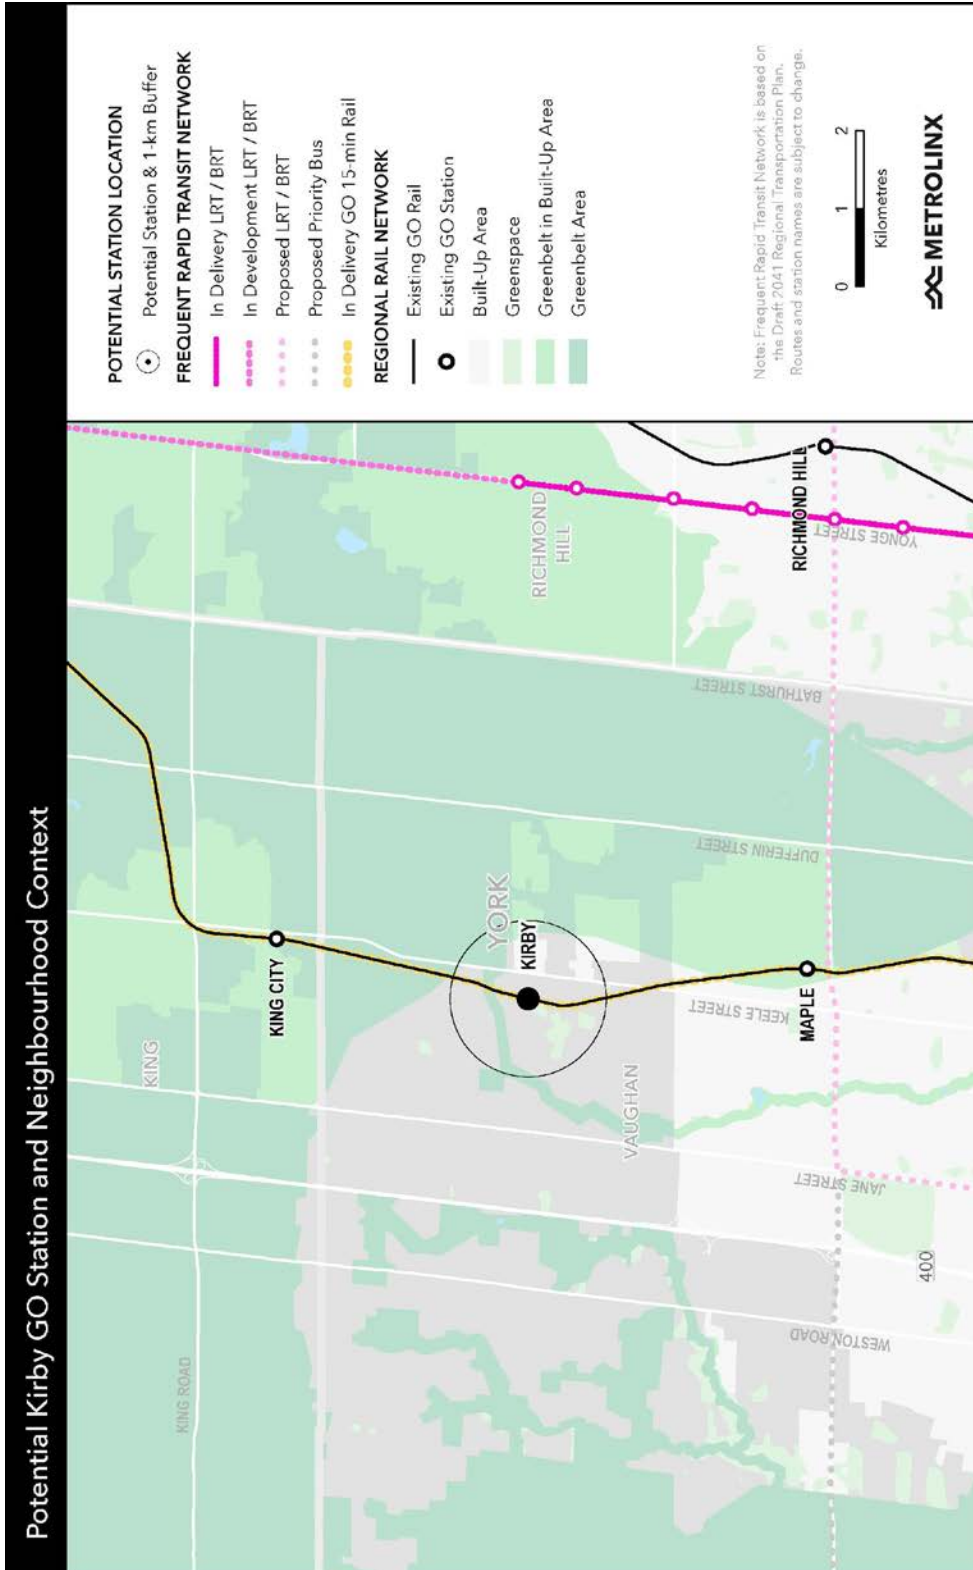 Potential Kirby GO Station and Neighbourhood Context
KING ROAD
KING
KING CITY
YORK
KIRBY
VAUGHAN
KEELE STREET
MAPLE
JANE STREET
400
WESTON ROAD
DUFFERIN STREET
BATHURST STREET
RICHMOND
HILL
RICHMOND HILL
YONGE STREET
POTENTIAL STATION LOCATION
Potential Station & 1-km Buffer
FREQUENT RAPID TRANSIT NETWORK
In Delivery LRT / BRT
In Development LRT / BRT
Proposed LRT / BRT
Proposed Priority Bus
In Delivery GO 15-min Rail
REGIONAL RAIL NETWORK
Existing GO Rail
Existing GO Station
Built-Up Area
Greenspace
Greenbelt in Built-Up Area
Greenbelt Area
Note: Frequent Rapid Transit Network is based on
the Draft 2041 Regional Transportation Plan.
Routes and station names are subject to change.
0 1 2
Kilometres
METROLINX